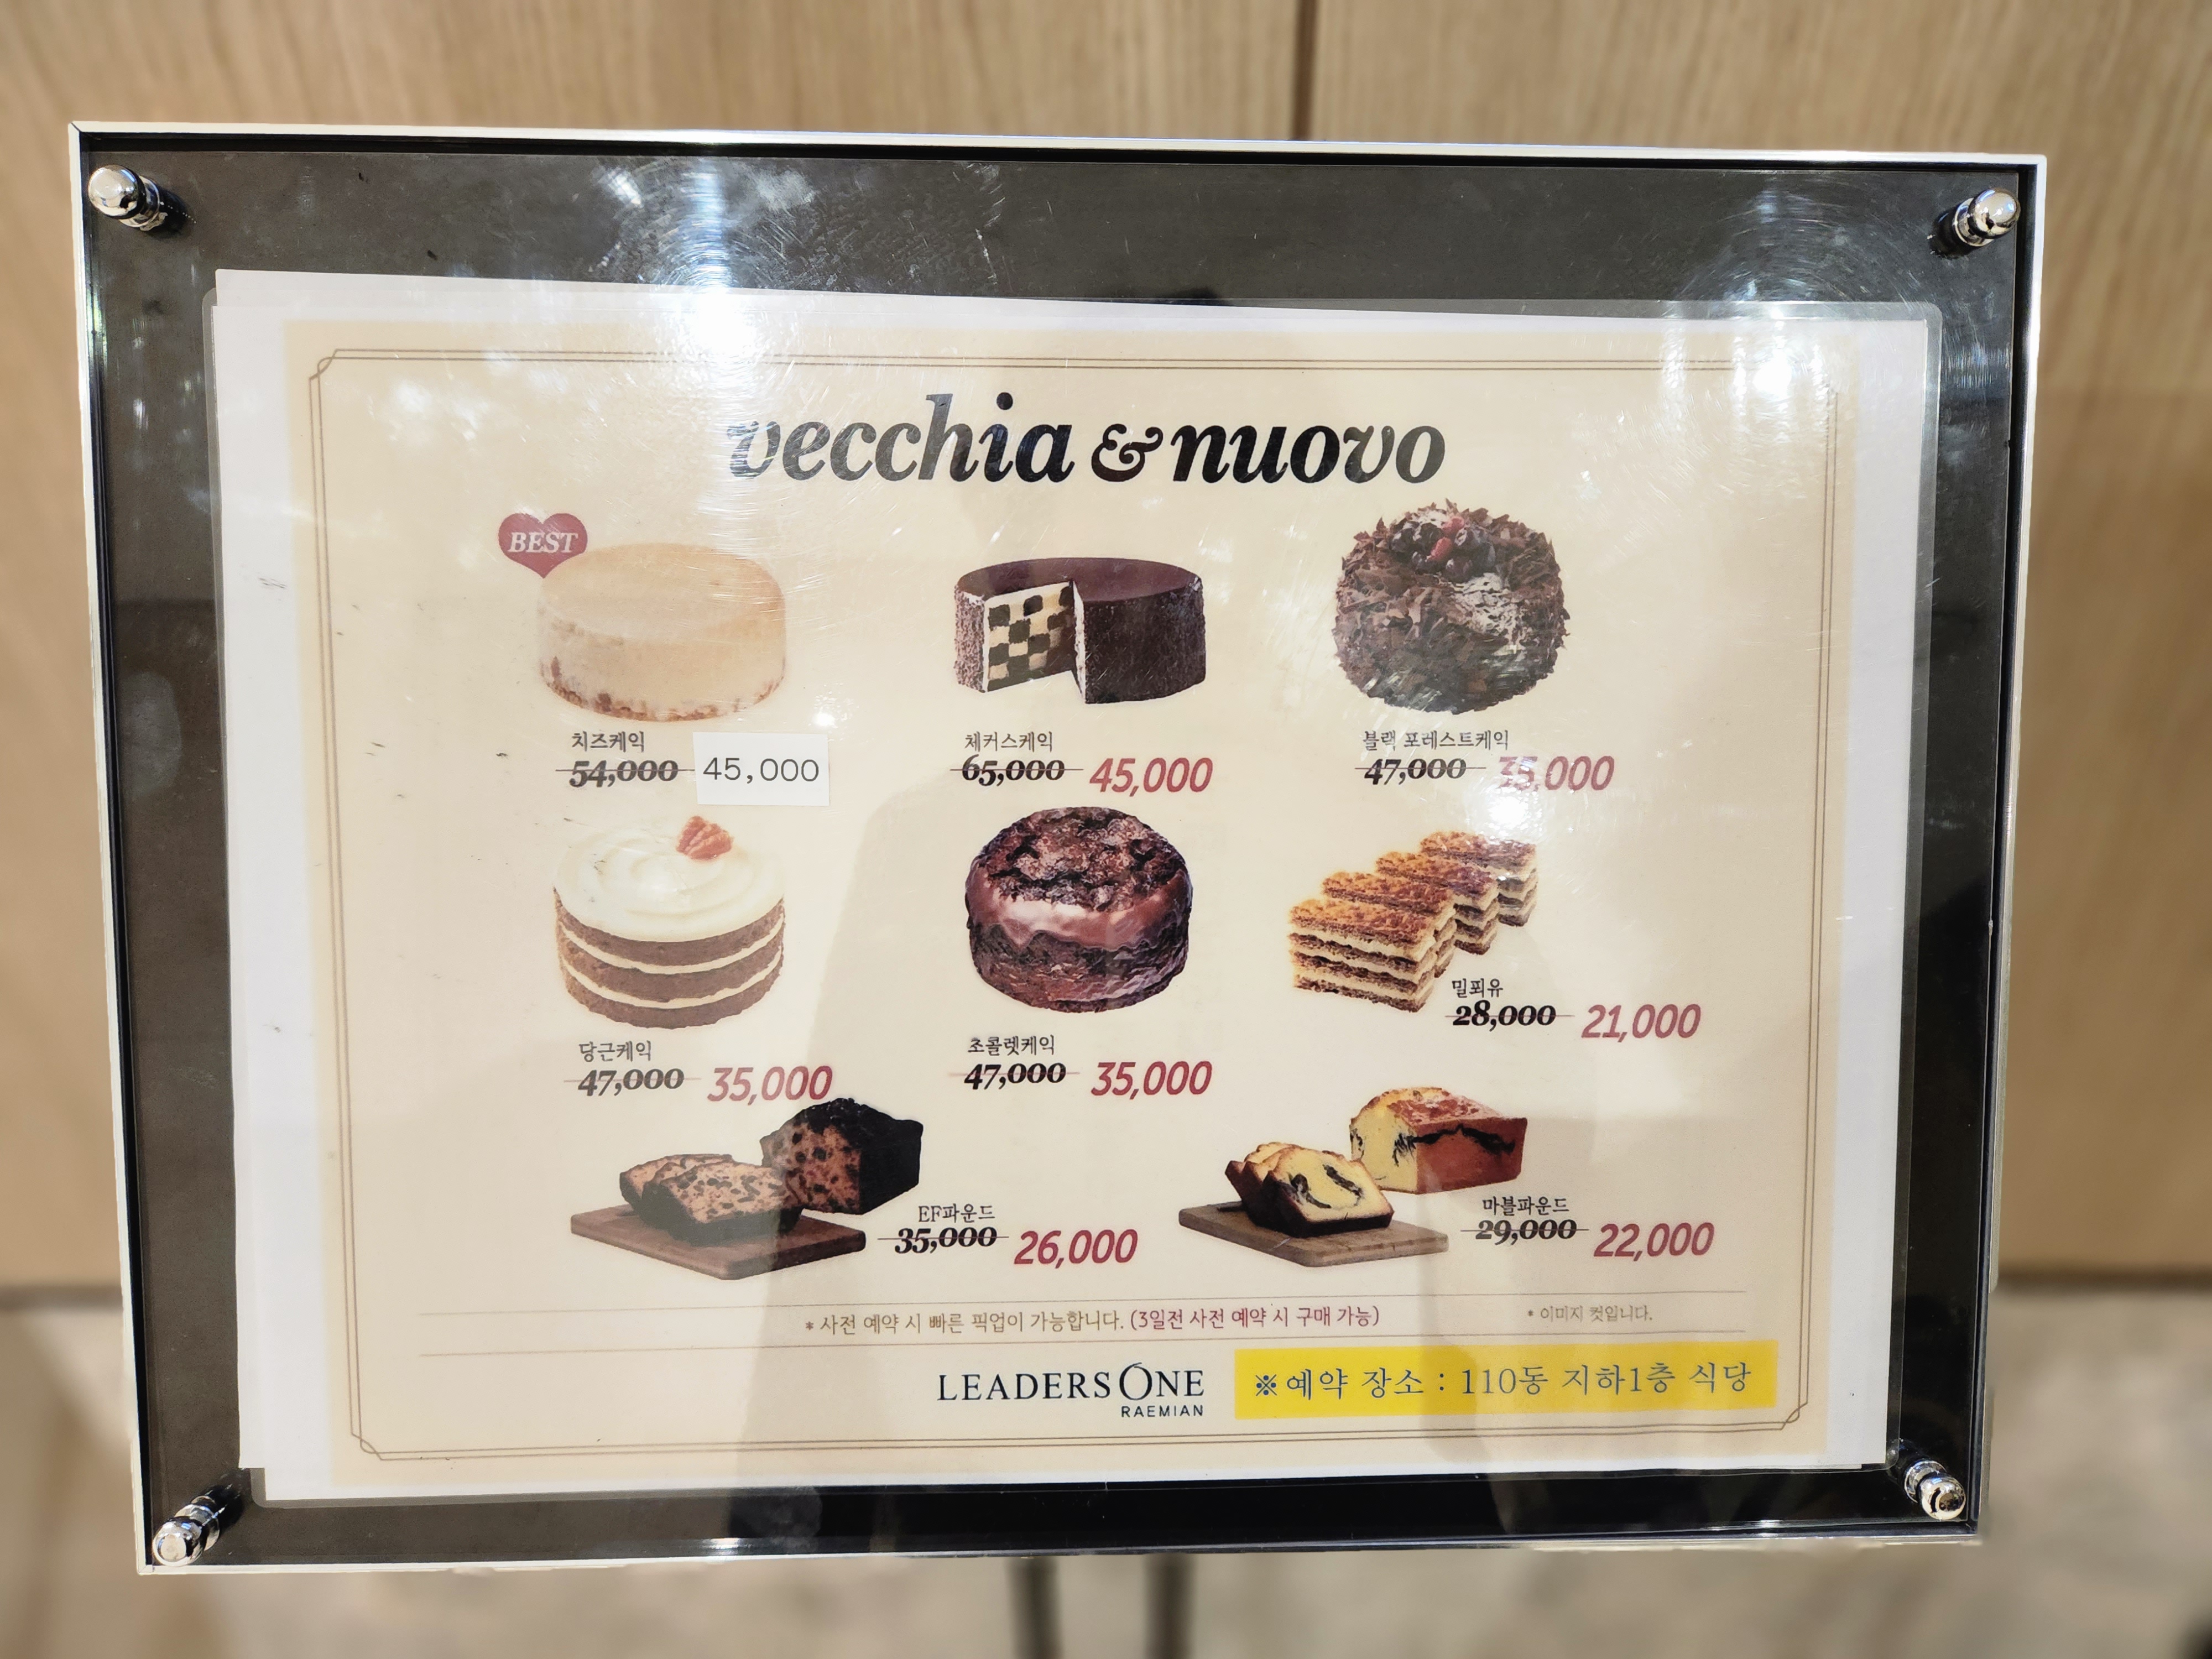 vecchia & nuovo
BEST
치즈케익
54,000 45,000
체커스케익
65,000 45,000
블랙 포레스트케익
47,000 35,000
당근케익
47,000 35,000
초콜렛케익
47,000 35,000
밀푀유
28,000 21,000
EF파운드
35,000 26,000
마블파운드
29,000 22,000
* 사전 예약 시 빠른 픽업이 가능합니다. (3일전 사전 예약 시 구매 가능)
* 이미지 컷입니다.
LEADERS ONE
RAEMIAN
※예약 장소 : 110동 지하1층 식당